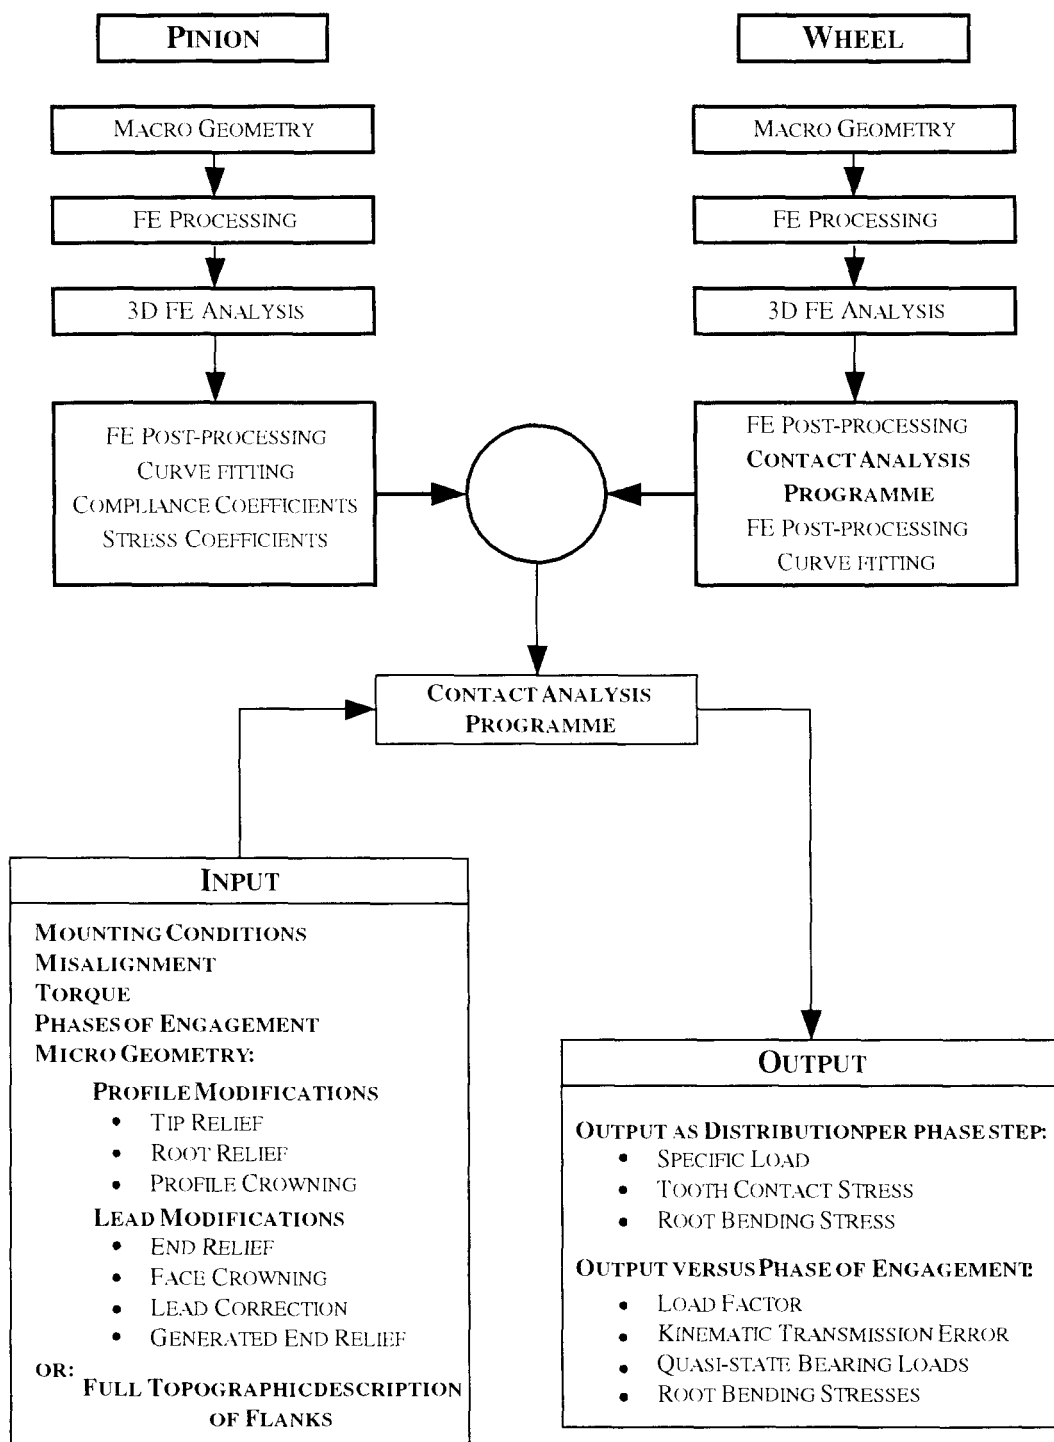 PINION
WHEEL
MACRO GEOMETRY
MACRO GEOMETRY
FE PROCESSING
FE PROCESSING
3D FE ANALYSIS
3D FE ANALYSIS
FE POST-PROCESSING
CURVE FITTING
COMPLIANCE COEFFICIENTS
STRESS COEFFICIENTS
FE POST-PROCESSING
CONTACT ANALYSIS
PROGRAMME
FE POST-PROCESSING
CURVE FITTING
CONTACT ANALYSIS
PROGRAMME
INPUT
MOUNTING CONDITIONS
MISALIGNMENT
TORQUE
PHASES OF ENGAGEMENT
MICRO GEOMETRY:
PROFILE MODIFICATIONS
• TIP RELIEF
• ROOT RELIEF
• PROFILE CROWNING
LEAD MODIFICATIONS
• END RELIEF
• FACE CROWNING
• LEAD CORRECTION
• GENERATED END RELIEF
OR:
FULL TOPOGRAPHICDESCRIPTION
OF FLANKS
OUTPUT
OUTPUT AS DISTRIBUTIONPER PHASE STEP:
• SPECIFIC LOAD
• TOOTH CONTACT STRESS
• ROOT BENDING STRESS
OUTPUT VERSUS PHASE OF ENGAGEMENT:
• LOAD FACTOR
• KINEMATIC TRANSMISSION ERROR
• QUASI-STATE BEARING LOADS
• ROOT BENDING STRESSES